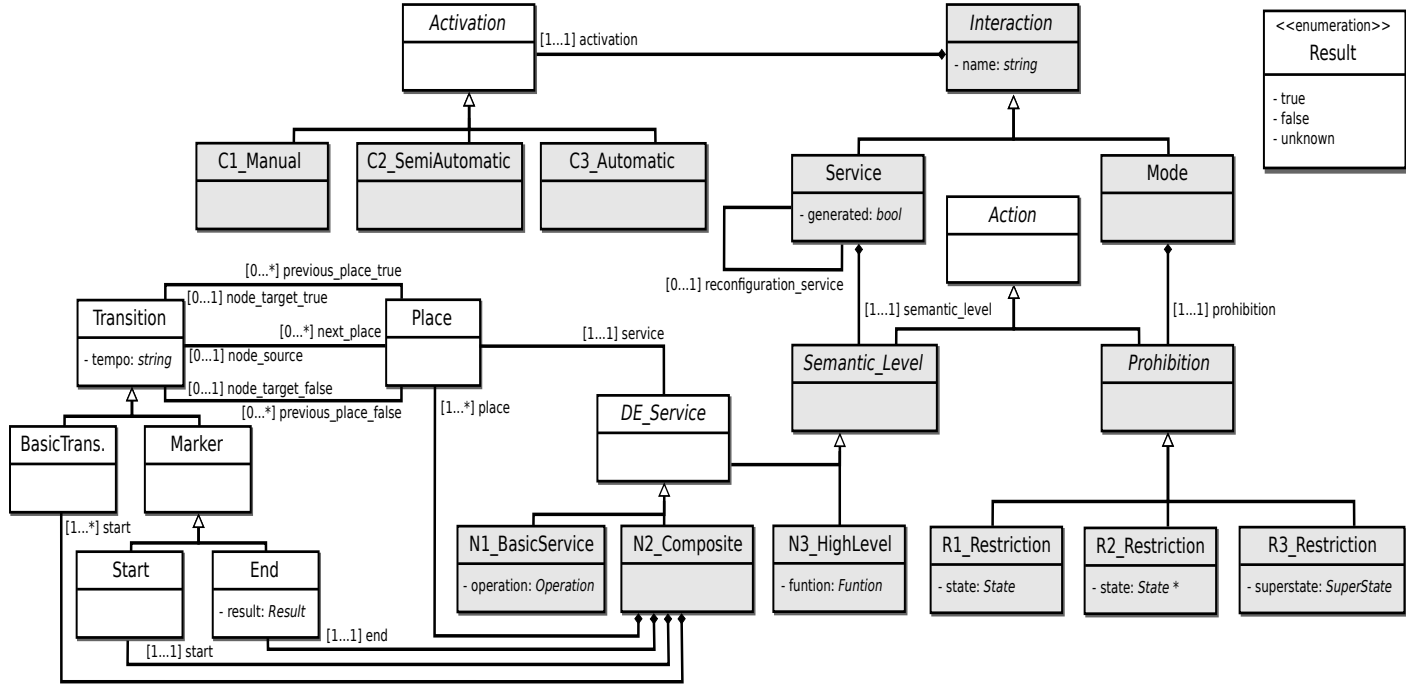 Activation
Interaction
- name: string
[1...1] activation
<<enumeration>>
Result
- true
- false
- unknown
C1_Manual
C2_SemiAutomatic
C3_Automatic
Service
- generated: bool
Mode
Action
[0...1] reconfiguration_service
[0...*] previous_place_true
[0...1] node_target_true
Transition
- tempo: string
[0...*] next_place
[0...1] node_source
Place
[1...1] service
[1...1] semantic_level
[1...1] prohibition
Semantic_Level
Prohibition
[0...1] node_target_false
[0...*] previous_place_false
[1...*] place
DE_Service
BasicTrans.
Marker
[1...*] start
N1_BasicService
- operation: Operation
N2_Composite
N3_HighLevel
- funtion: Funtion
R1_Restriction
- state: State
R2_Restriction
- state: State *
R3_Restriction
- superstate: SuperState
Start
End
- result: Result
[1...1] end
[1...1] start